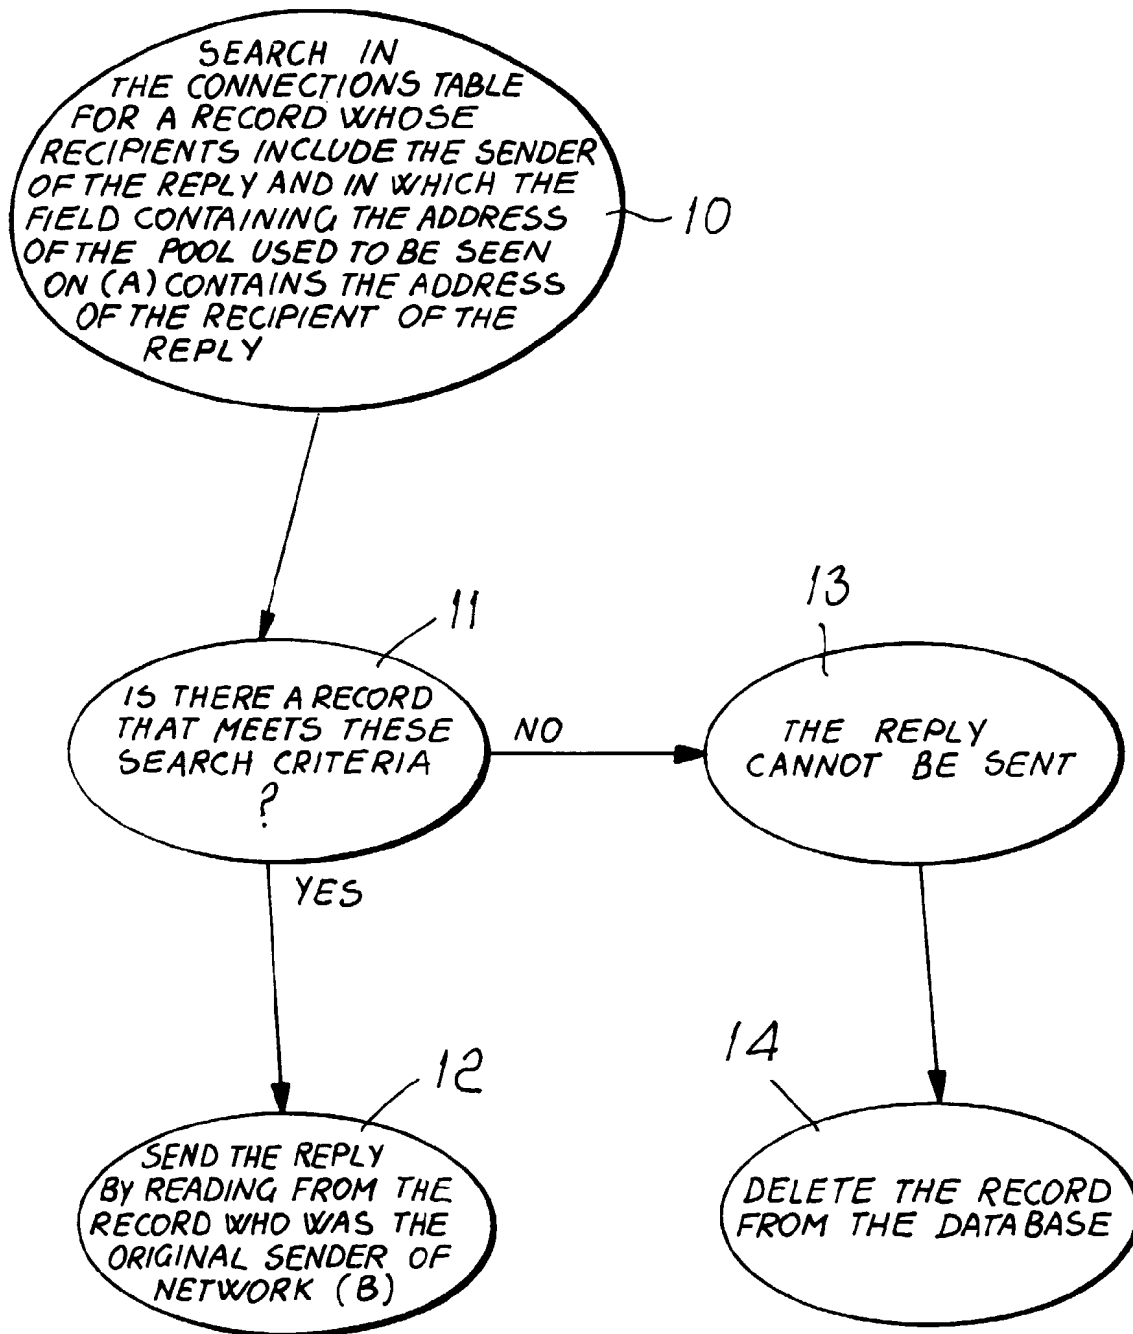 SEARCH IN
THE CONNECTIONS TABLE
FOR A RECORD WHOSE
RECIPIENTS INCLUDE THE SENDER
OF THE REPLY AND IN WHICH THE
FIELD CONTAINING THE ADDRESS
OF THE POOL USED TO BE SEEN
ON (A) CONTAINS THE ADDRESS
OF THE RECIPIENT OF THE
REPLY
10
11
13
IS THERE A RECORD
THAT MEETS THESE
SEARCH CRITERIA
?
NO
THE REPLY
CANNOT BE SENT
YES
12
14
SEND THE REPLY
BY READING FROM THE
RECORD WHO WAS THE
ORIGINAL SENDER OF
NETWORK (B)
DELETE THE RECORD
FROM THE DATABASE